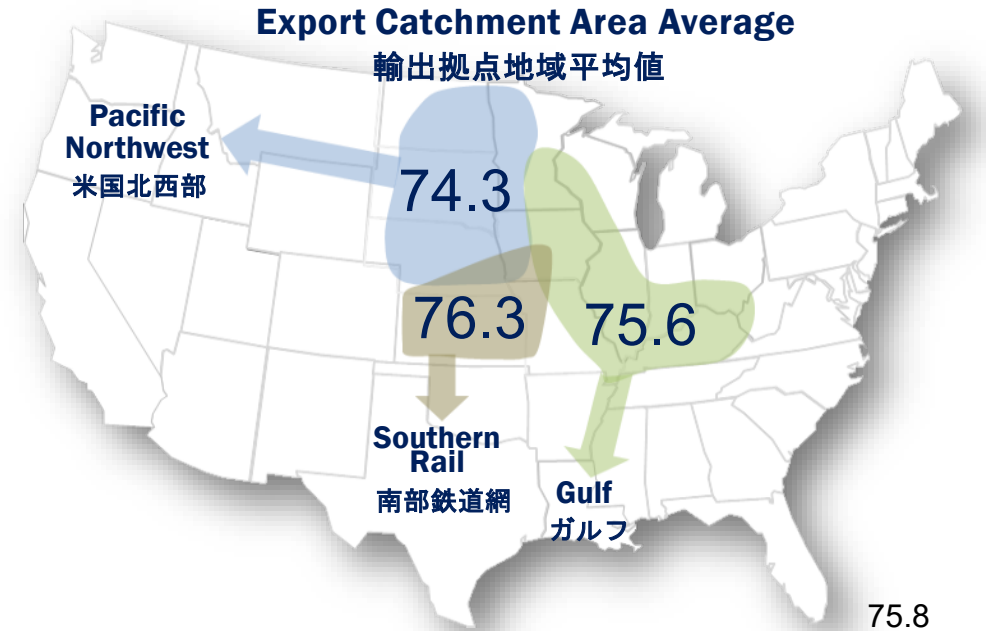 Export Catchment Area Average
輸出拠点地域平均値
Pacific
Northwest
米国北西部
74.3
76.3
75.6
Southern
Rail
南部鉄道網
Gulf
ガルフ
75.8